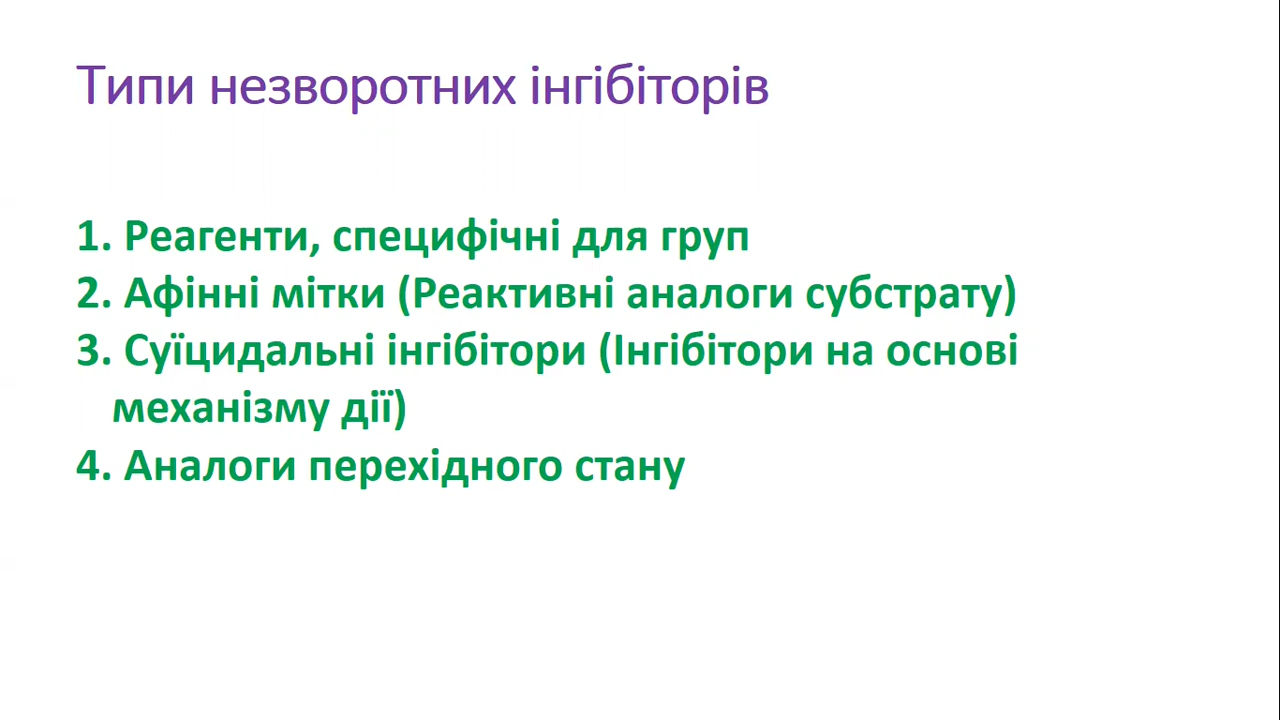 Типи незворотних інгібіторів
1. Реагенти, специфічні для груп
2. Афінні мітки (Реактивні аналоги субстрату)
3. Суїцидальні інгібітори (Інгібітори на основі
механізму дії)
4. Аналоги перехідного стану